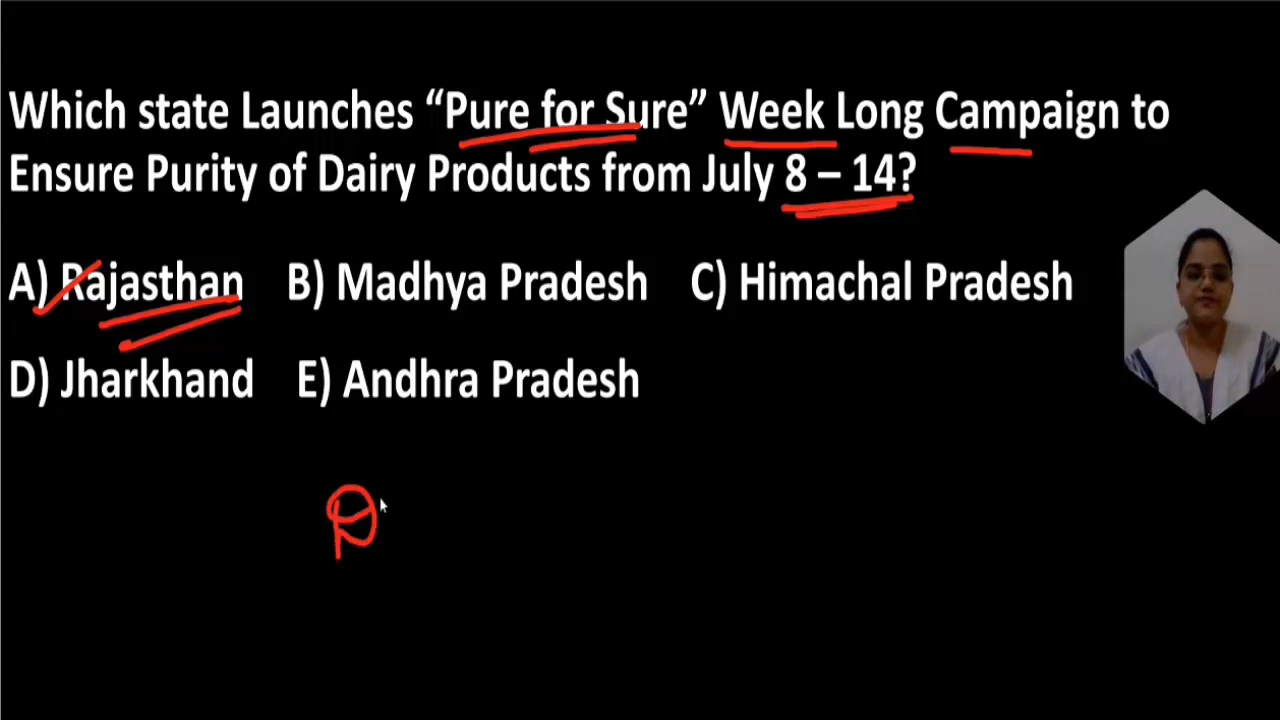 Which state Launches “Pure for Sure” Week Long Campaign to
Ensure Purity of Dairy Products from July 8 – 14?
A) Rajasthan B) Madhya Pradesh C) Himachal Pradesh
D) Jharkhand E) Andhra Pradesh